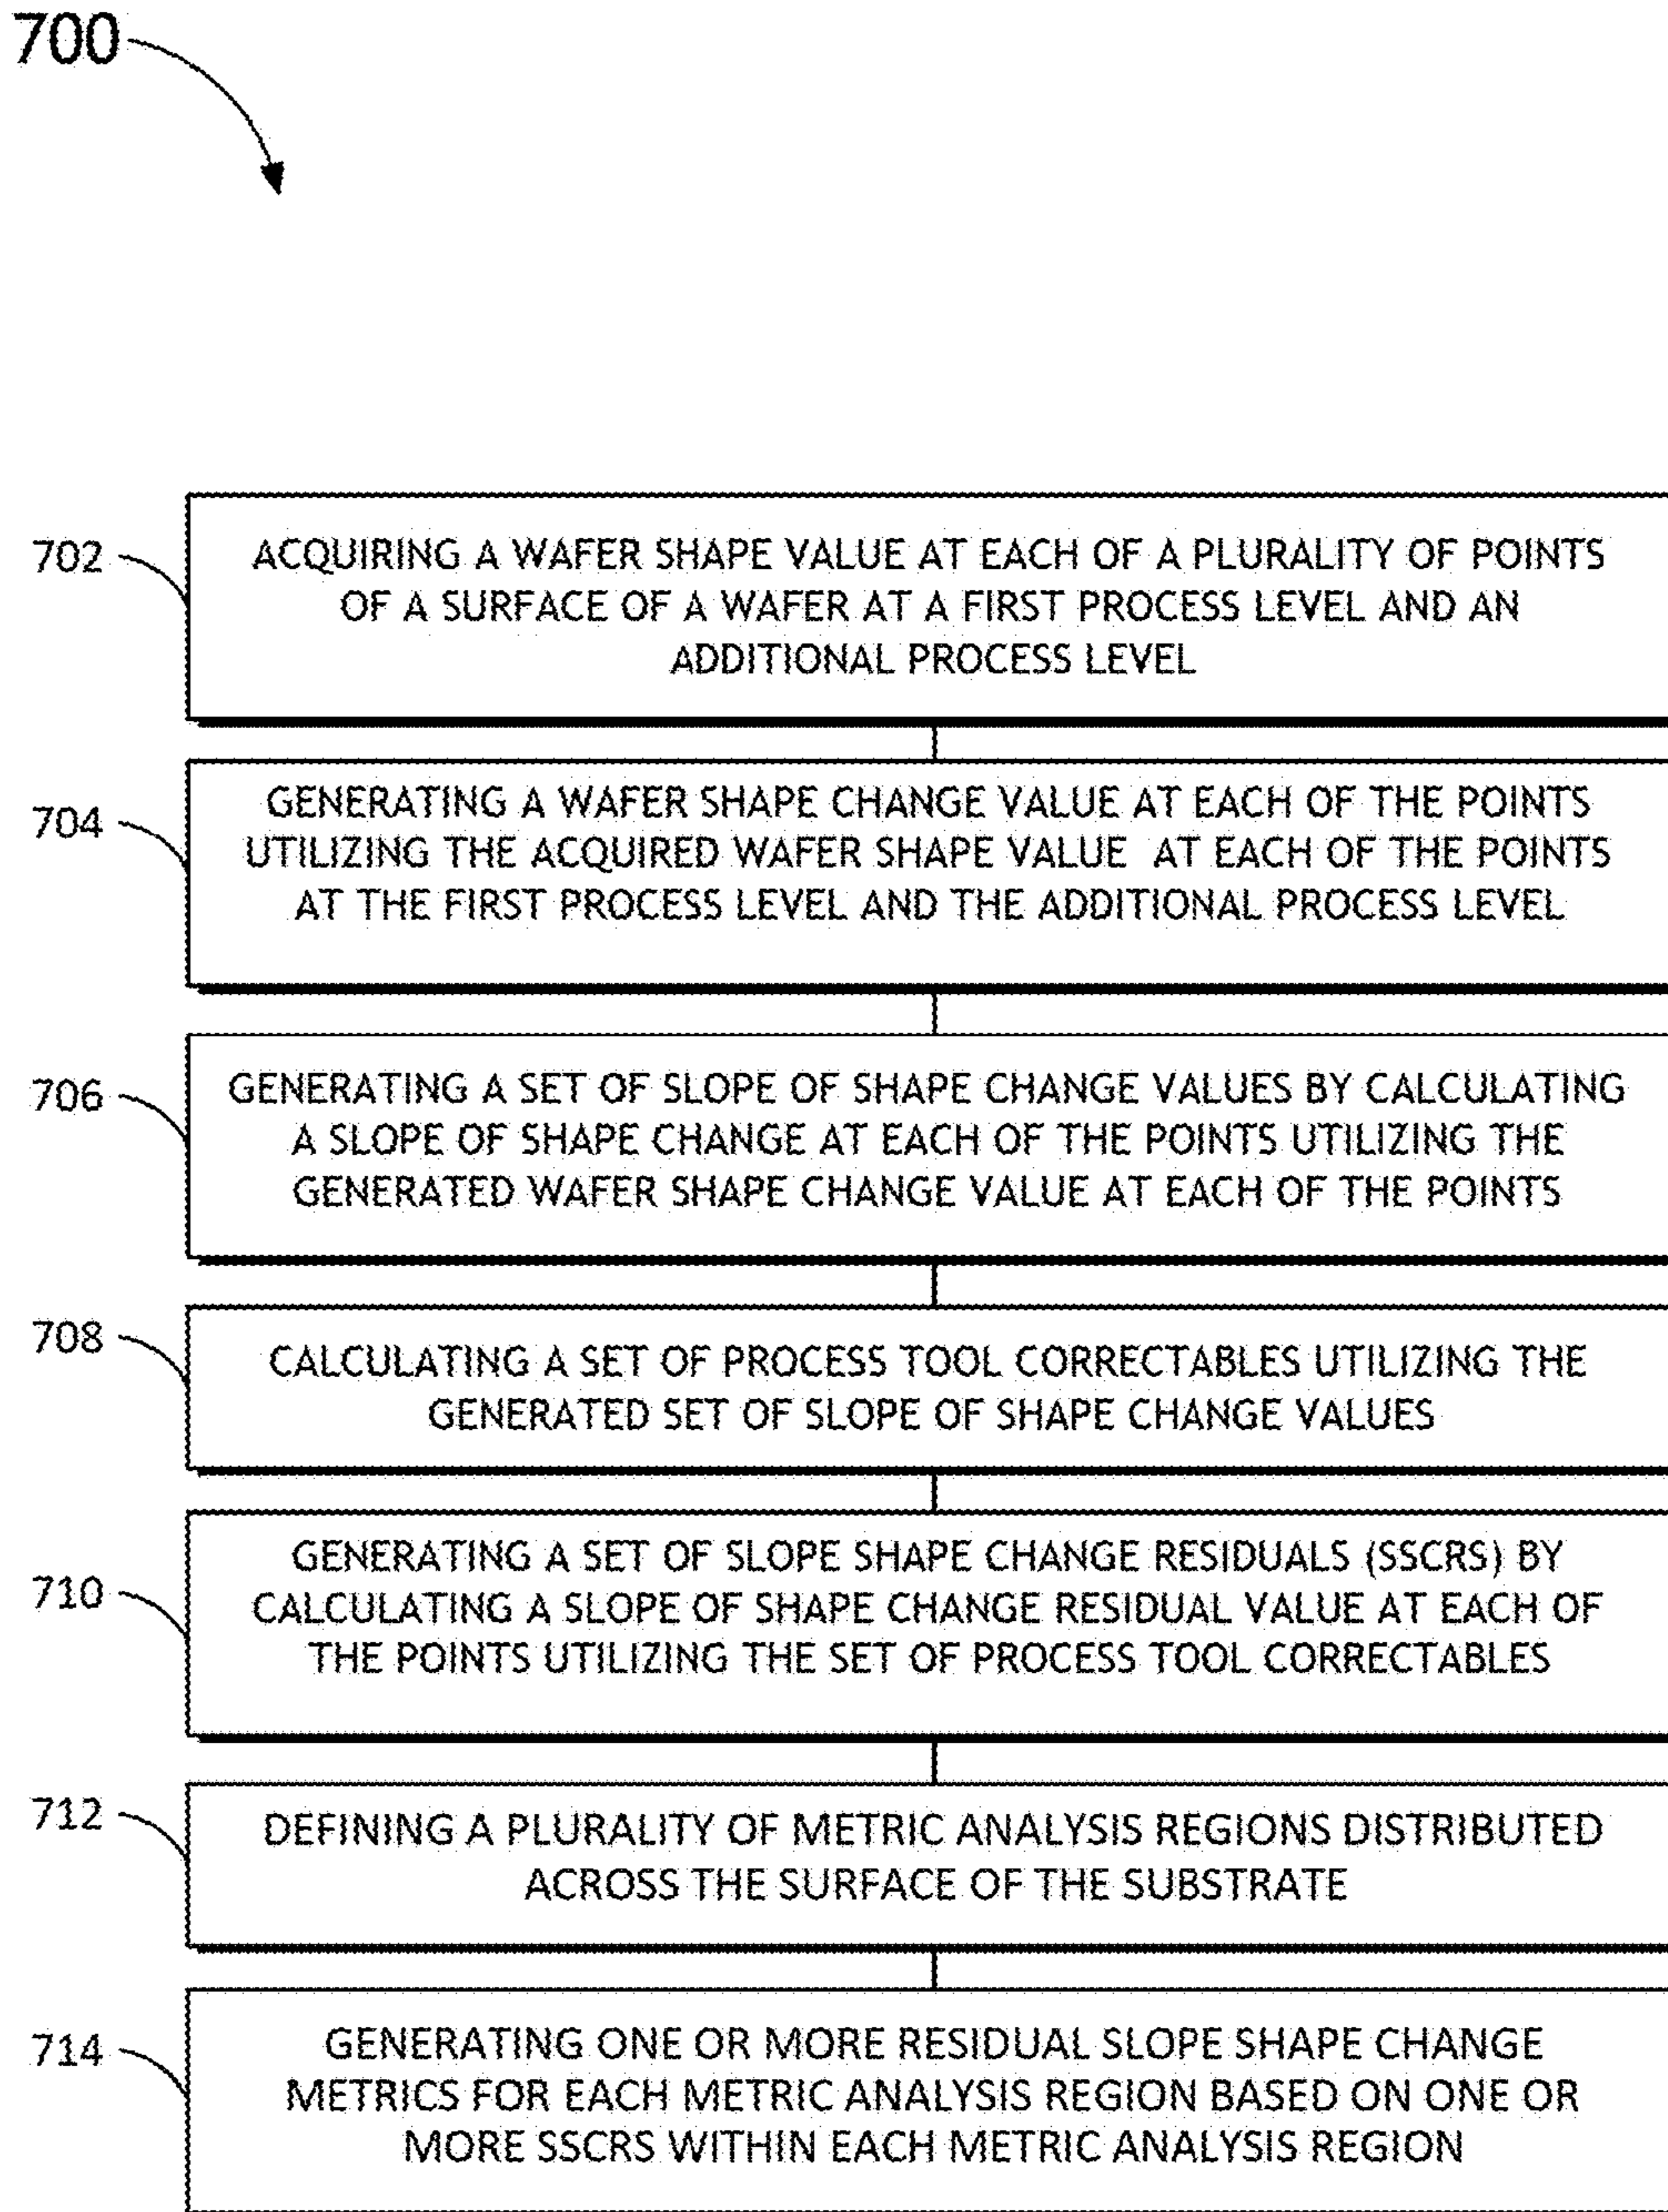 700
702
ACQUIRING A WAFER SHAPE VALUE AT EACH OF A PLURALITY OF POINTS
OF A SURFACE OF A WAFER AT A FIRST PROCESS LEVEL AND AN
ADDITIONAL PROCESS LEVEL
704
GENERATING A WAFER SHAPE CHANGE VALUE AT EACH OF THE POINTS
UTILIZING THE ACQUIRED WAFER SHAPE VALUE AT EACH OF THE POINTS
AT THE FIRST PROCESS LEVEL AND THE ADDITIONAL PROCESS LEVEL
706
GENERATING A SET OF SLOPE OF SHAPE CHANGE VALUES BY CALCULATING
A SLOPE OF SHAPE CHANGE AT EACH OF THE POINTS UTILIZING THE
GENERATED WAFER SHAPE CHANGE VALUE AT EACH OF THE POINTS
708
CALCULATING A SET OF PROCESS TOOL CORRECTABLES UTILIZING THE
GENERATED SET OF SLOPE OF SHAPE CHANGE VALUES
710
GENERATING A SET OF SLOPE SHAPE CHANGE RESIDUALS (SSCRS) BY
CALCULATING A SLOPE OF SHAPE CHANGE RESIDUAL VALUE AT EACH OF
THE POINTS UTILIZING THE SET OF PROCESS TOOL CORRECTABLES
712
DEFINING A PLURALITY OF METRIC ANALYSIS REGIONS DISTRIBUTED
ACROSS THE SURFACE OF THE SUBSTRATE
714
GENERATING ONE OR MORE RESIDUAL SLOPE SHAPE CHANGE
METRICS FOR EACH METRIC ANALYSIS REGION BASED ON ONE OR
MORE SSCRS WITHIN EACH METRIC ANALYSIS REGION